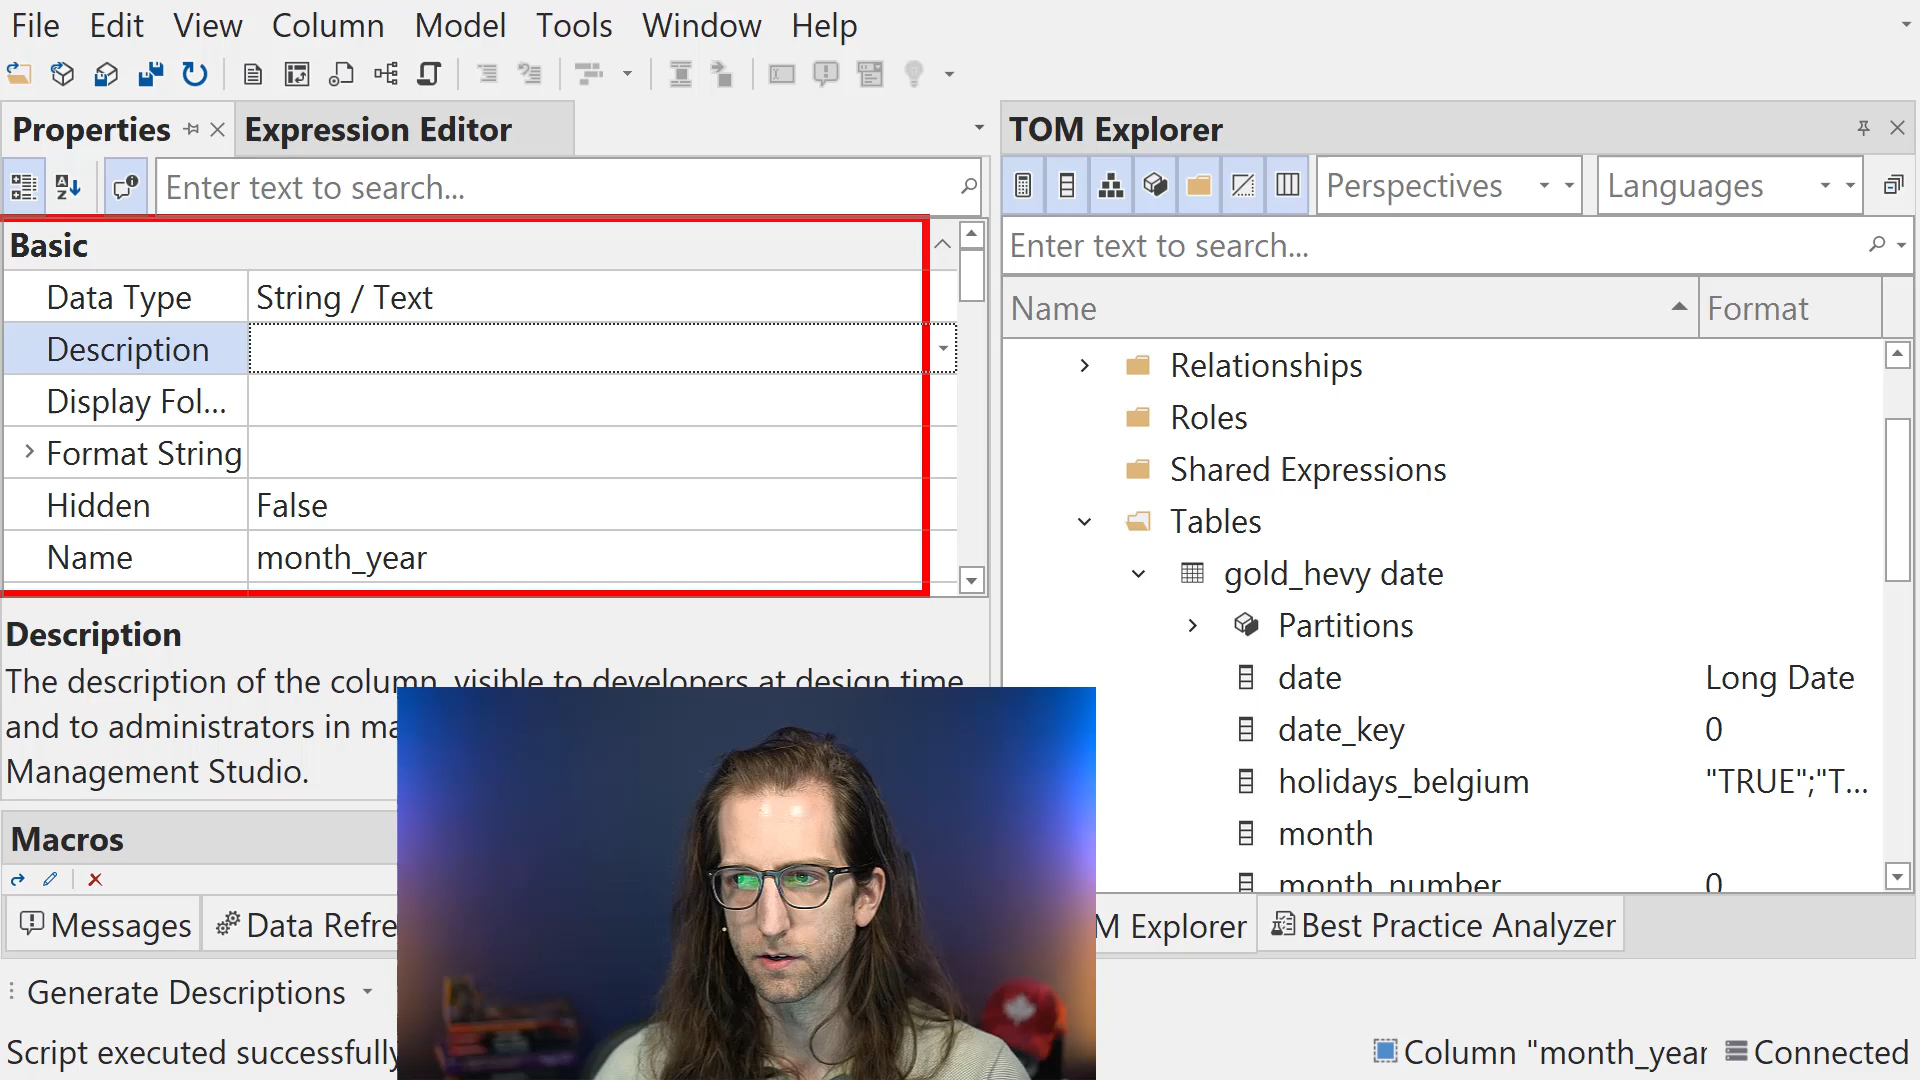 File Edit View Column Model Tools Window Help
Properties Expression Editor
Enter text to search...
Basic
Data Type String / Text
Description
Display Fol...
Format String
Hidden False
Name month_year
Description
The description of the column, visible to developers at design time
and to administrators in ma
Management Studio.
Macros
Messages Data Refre
Generate Descriptions
Script executed successfully
TOM Explorer
Perspectives Languages
Enter text to search...
Name Format
Relationships
Roles
Shared Expressions
Tables
gold_hevy date
Partitions
date Long Date
date_key 0
holidays_belgium "TRUE";"T...
month
month_number 0
M Explorer Best Practice Analyzer
Column "month_year Connected